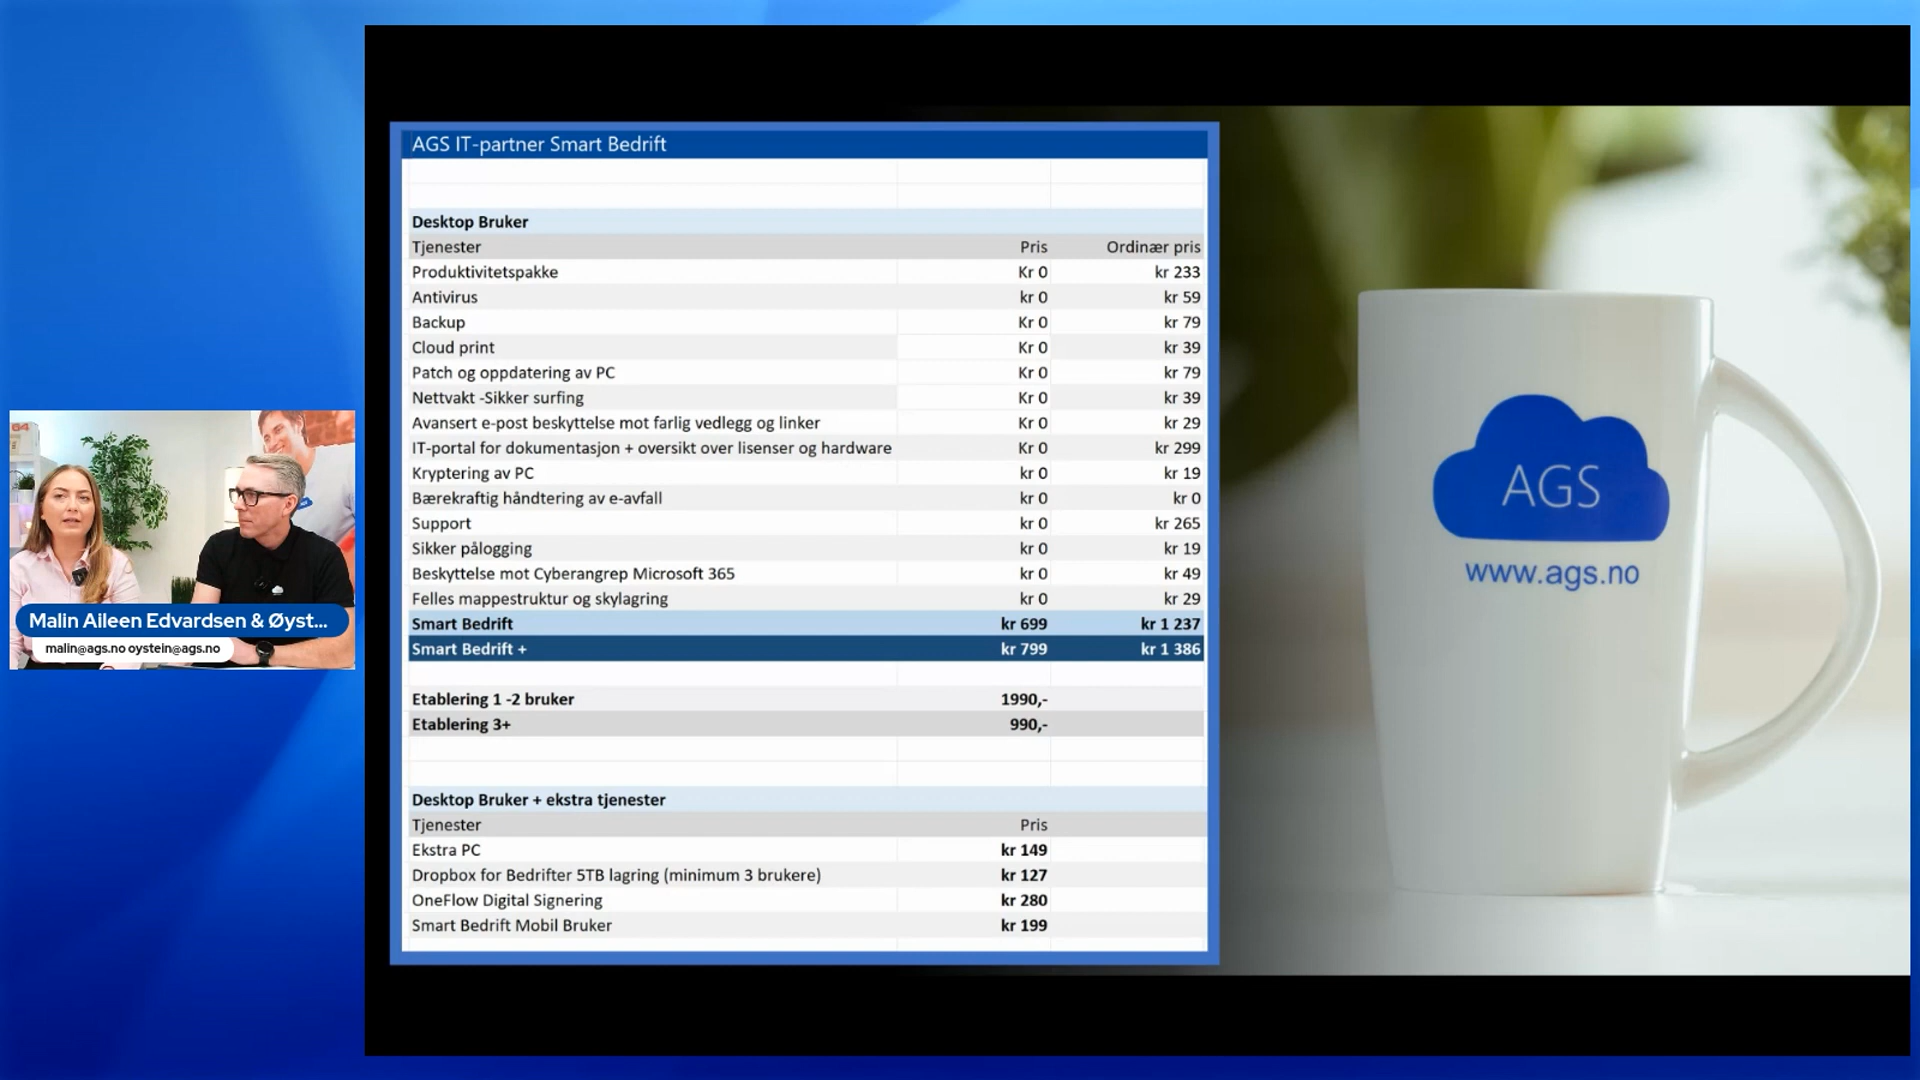 AGS IT-partner Smart Bedrift
Desktop Bruker
Tjenester Pris Ordinær pris
Produktivitetspakke Kr 0 kr 233
Antivirus kr 0 kr 59
Backup Kr 0 kr 79
Cloud print Kr 0 kr 39
Patch og oppdatering av PC Kr 0 kr 79
Nettvakt -Sikker surfing Kr 0 kr 39
Avansert e-post beskyttelse mot farlig vedlegg og linker Kr 0 kr 29
IT-portal for dokumentasjon + oversikt over lisenser og hardware Kr 0 kr 299
Kryptering av PC kr 0 kr 19
Bærekraftig håndtering av e-avfall kr 0 kr 0
Support kr 0 kr 265
Sikker pålogging kr 0 kr 19
Beskyttelse mot Cyberangrep Microsoft 365 kr 0 kr 49
Felles mappestruktur og skylagring kr 0 kr 29
Smart Bedrift kr 699 kr 1 237
Smart Bedrift + kr 799 kr 1 386
Etablering 1 -2 bruker 1990,-
Etablering 3+ 990,-
Desktop Bruker + ekstra tjenester
Tjenester Pris
Ekstra PC kr 149
Dropbox for Bedrifter 5TB lagring (minimum 3 brukere) kr 127
OneFlow Digital Signering kr 280
Smart Bedrift Mobil Bruker kr 199
AGS
www.ags.no
64
Malin Aileen Edvardsen & Øyst...
malin@ags.no oystein@ags.no